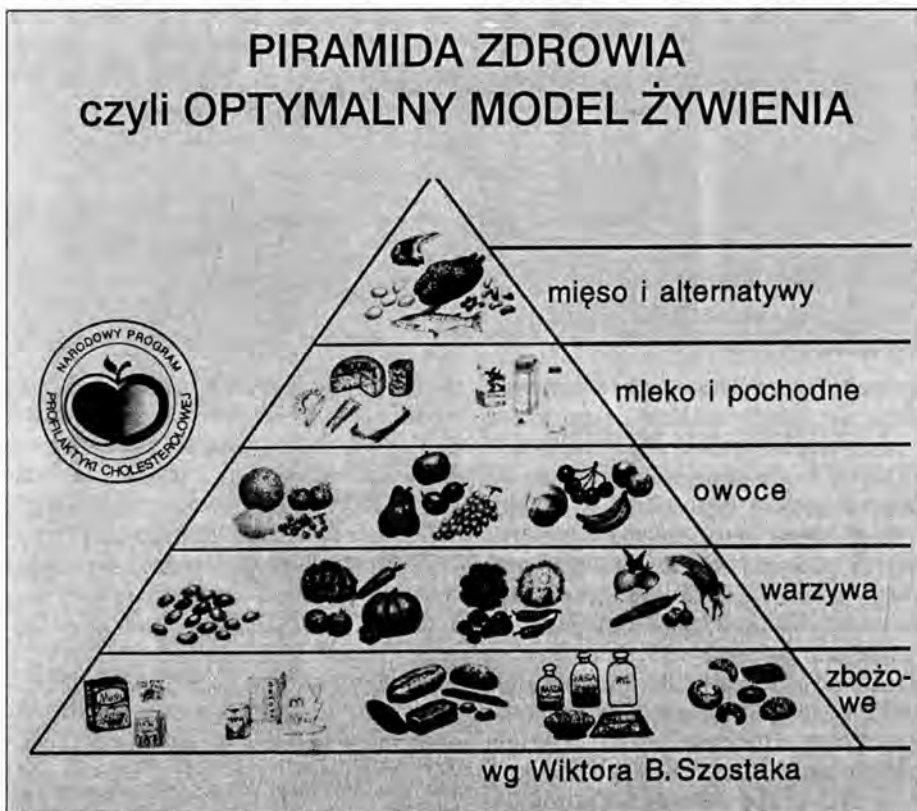 PIRAMIDA ZDROWIA
czyli OPTYMALNY MODEL ŻYWIENIA
NARODOWY PROGRAM
PROFILAKTYKI CHOLESTEROLOWEJ
mięso i alternatywy
mleko i pochodne
owoce
warzywa
zbożo-
we
wg Wiktora B. Szostaka